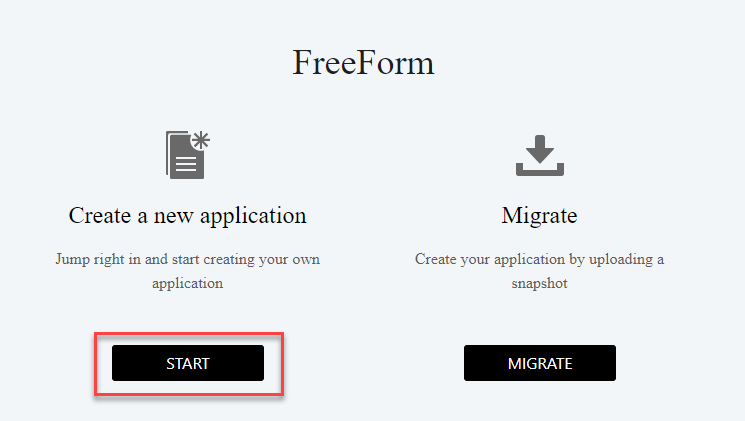 FreeForm
Create a new application
Jump right in and start creating your own
application
START
Migrate
Create your application by uploading a
snapshot
MIGRATE